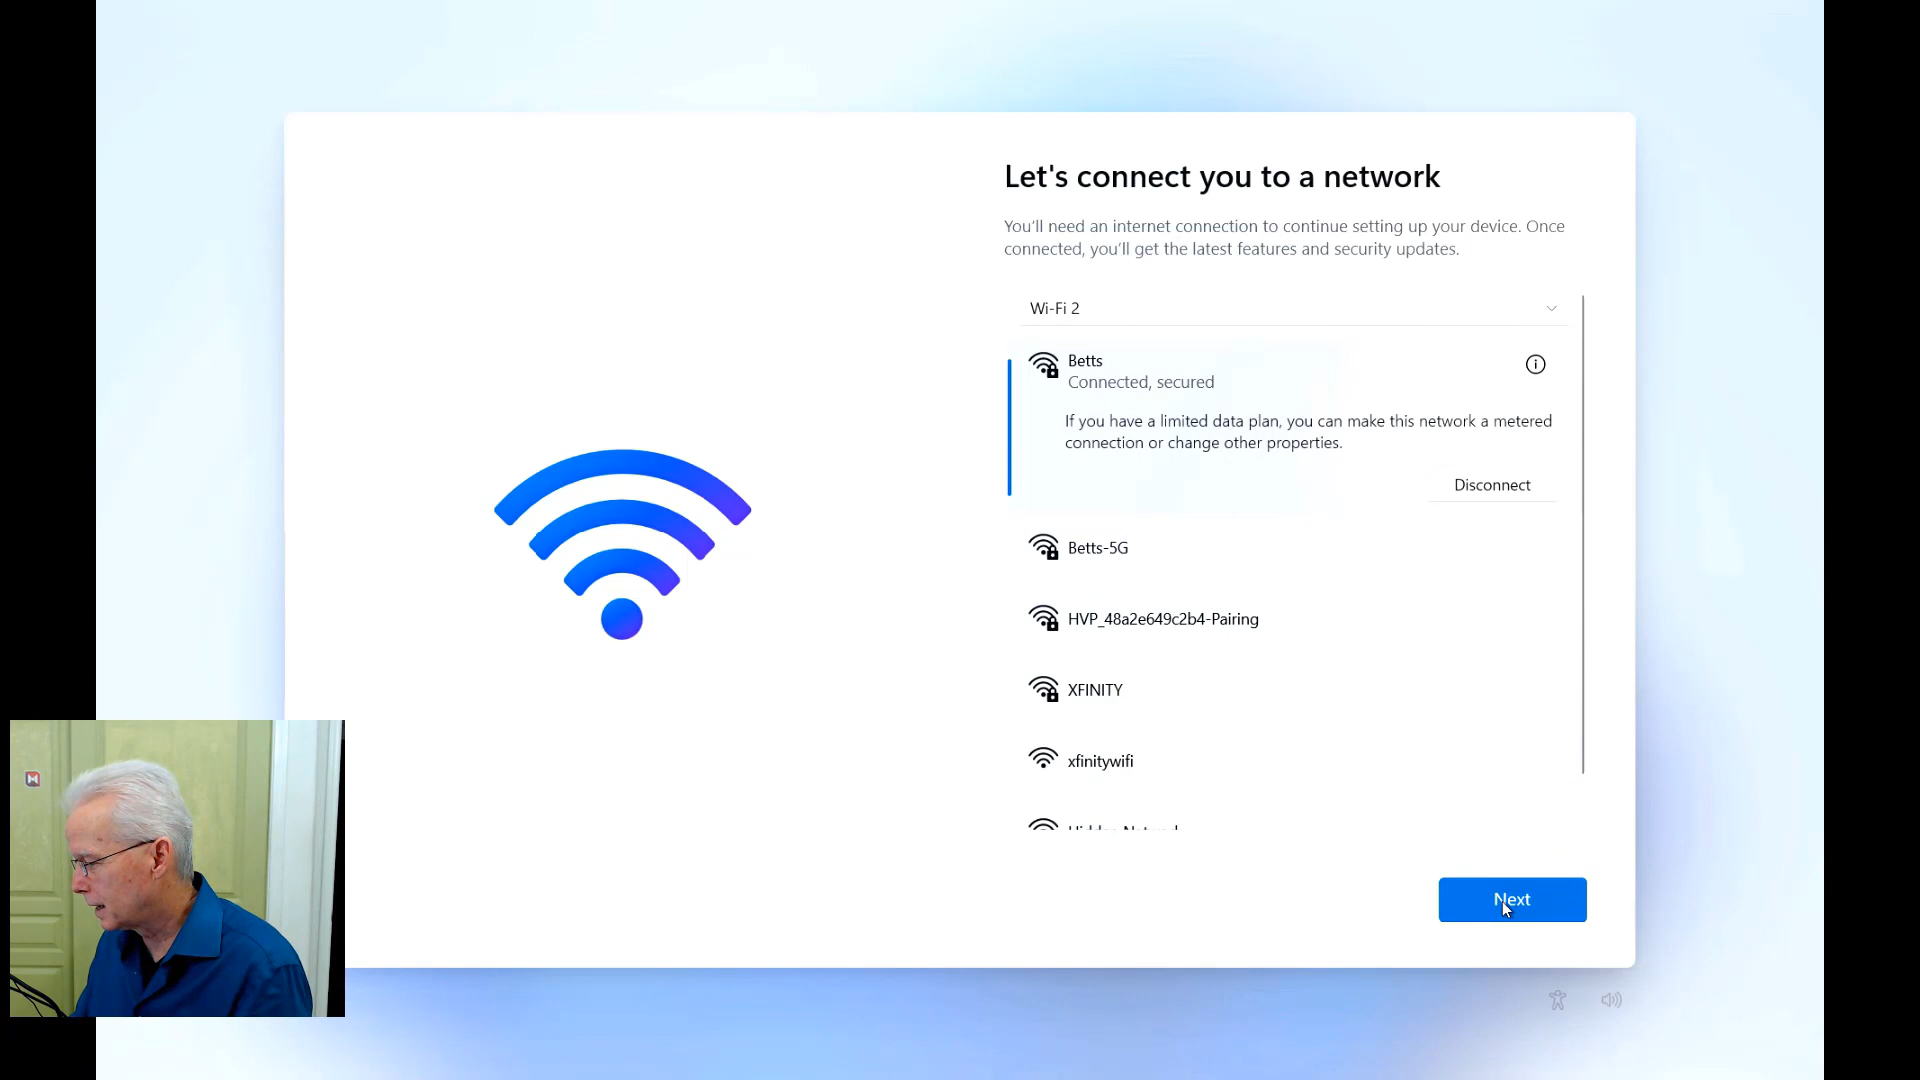 Let's connect you to a network
You'll need an internet connection to continue setting up your device. Once
connected, you'll get the latest features and security updates.
Wi-Fi 2
Betts
Connected, secured
If you have a limited data plan, you can make this network a metered
connection or change other properties.
Disconnect
Betts-5G
HVP_48a2e649c2b4-Pairing
XFINITY
xfinitywifi
Hidden Network
Next